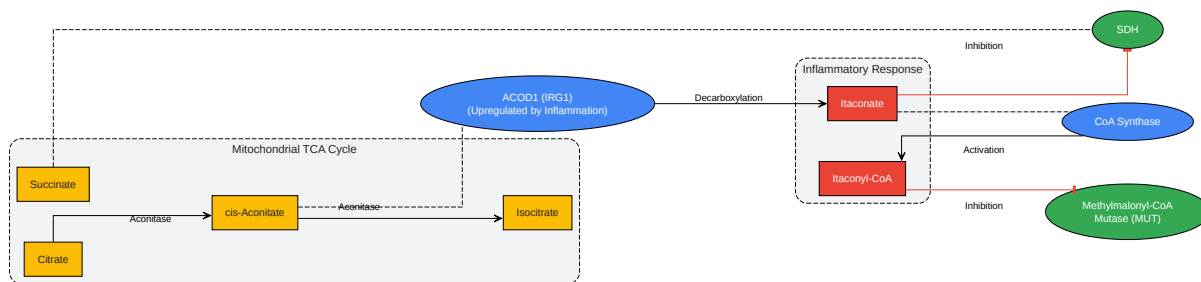 SDH
Inhibition
Inflammatory Response
ACOD1 (IRG1)
(Upregulated by Inflammation)
Decarboxylation
Itaconate
CoA Synthase
Mitochondrial TCA Cycle
Activation
Succinate
Itaconyl-CoA
cis-Aconitate
Aconitase
Aconitase
Isocitrate
Inhibition
Methylmalonyl-CoA
Mutase (MUT)
Citrate